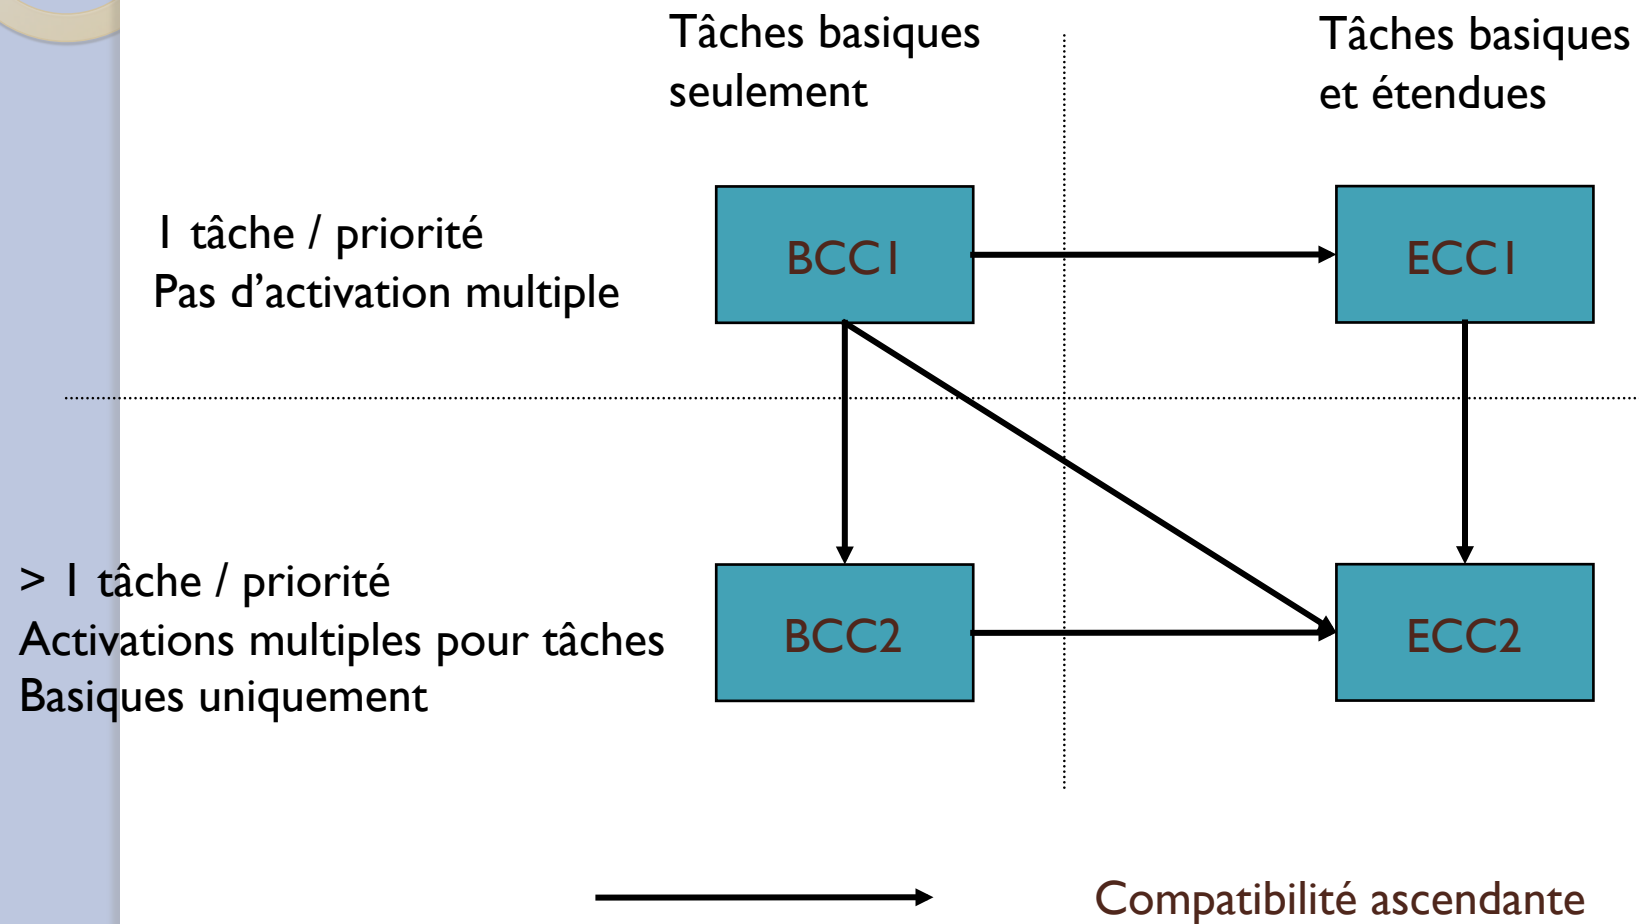 Tâches basiques
seulement
Tâches basiques
et étendues
1 tâche / priorité
Pas d’activation multiple
BCC1
ECC1
> 1 tâche / priorité
Activations multiples pour tâches
Basiques uniquement
BCC2
ECC2
Compatibilité ascendante